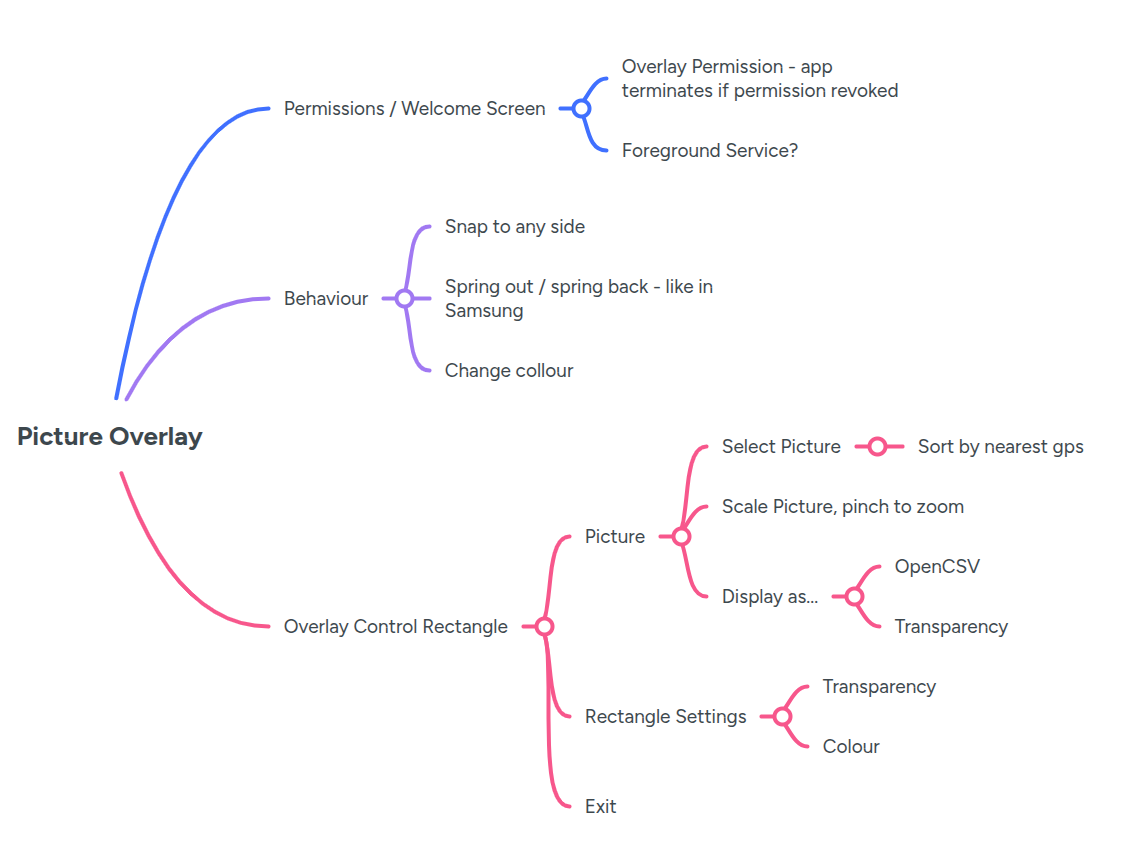 Picture Overlay
Permissions / Welcome Screen
Overlay Permission - app
terminates if permission revoked
Foreground Service?
Behaviour
Snap to any side
Spring out / spring back - like in
Samsung
Change collour
Overlay Control Rectangle
Picture
Select Picture
Sort by nearest gps
Scale Picture, pinch to zoom
Display as...
OpenCSV
Transparency
Rectangle Settings
Transparency
Colour
Exit